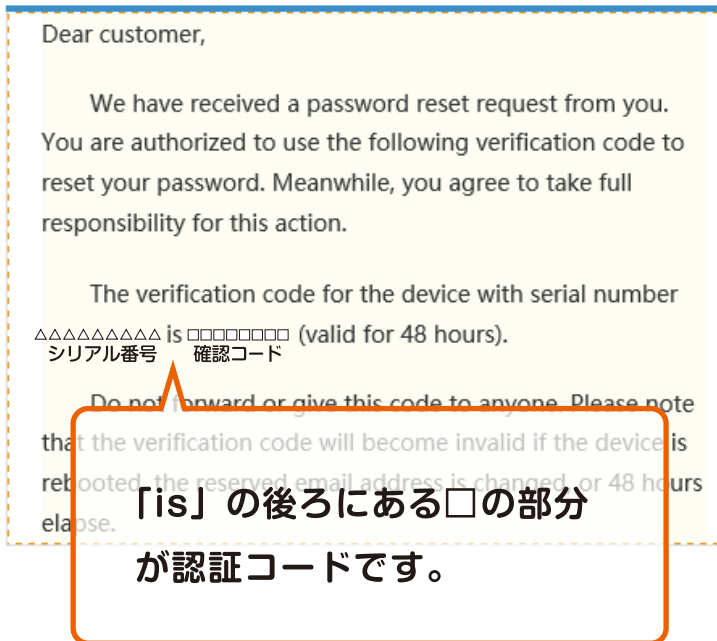 Dear customer,
We have received a password reset request from you.
You are authorized to use the following verification code to
reset your password. Meanwhile, you agree to take full
responsibility for this action.
The verification code for the device with serial number
△△△△△△△△△ is □□□□□□□□ (valid for 48 hours).
シリアル番号 確認コード
Do not forward or give this code to anyone. Please note
that the verification code will become invalid if the device is
rebooted, the reserved email address is changed, or 48 hours
elapse.
「is」の後ろにある□の部分
が認証コードです。